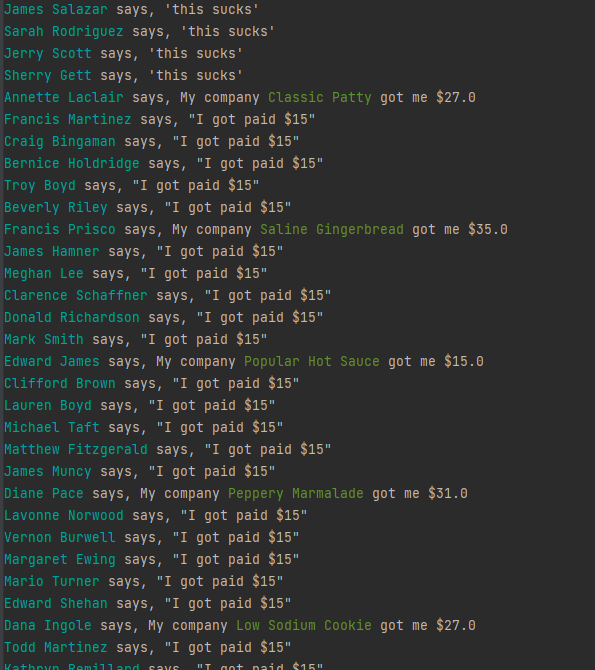 James Salazar says, 'this sucks'
Sarah Rodriguez says, 'this sucks'
Jerry Scott says, 'this sucks'
Sherry Gett says, 'this sucks'
Annette Laclair says, My company Classic Patty got me $27.0
Francis Martinez says, "I got paid $15"
Craig Bingaman says, "I got paid $15"
Bernice Holdridge says, "I got paid $15"
Troy Boyd says, "I got paid $15"
Beverly Riley says, "I got paid $15"
Francis Prisco says, My company Saline Gingerbread got me $35.0
James Hamner says, "I got paid $15"
Meghan Lee says, "I got paid $15"
Clarence Schaffner says, "I got paid $15"
Donald Richardson says, "I got paid $15"
Mark Smith says, "I got paid $15"
Edward James says, My company Popular Hot Sauce got me $15.0
Clifford Brown says, "I got paid $15"
Lauren Boyd says, "I got paid $15"
Michael Taft says, "I got paid $15"
Matthew Fitzgerald says, "I got paid $15"
James Muncy says, "I got paid $15"
Diane Pace says, My company Peppery Marmalade got me $31.0
Lavonne Norwood says, "I got paid $15"
Vernon Burwell says, "I got paid $15"
Margaret Ewing says, "I got paid $15"
Mario Turner says, "I got paid $15"
Edward Shehan says, "I got paid $15"
Dana Ingole says, My company Low Sodium Cookie got me $27.0
Todd Martinez says, "I got paid $15"
Kathryn Remillard says, "I got paid $15"